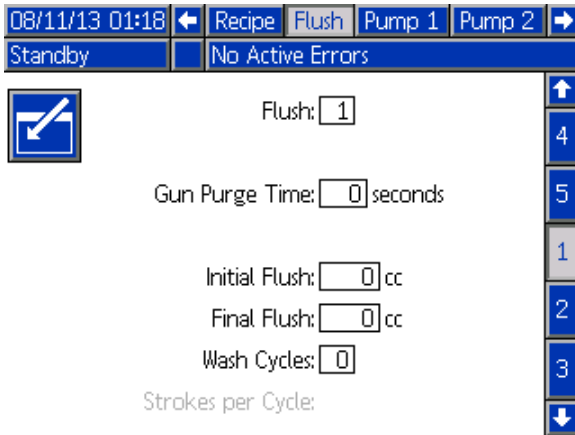 08/11/13 01:18 Recipe Flush Pump 1 Pump 2
Standby No Active Errors
Flush: 1
4
Gun Purge Time: 0 seconds
5
1
Initial Flush: 0 cc
Final Flush: 0 cc
2
Wash Cycles: 0
3
Strokes per Cycle: